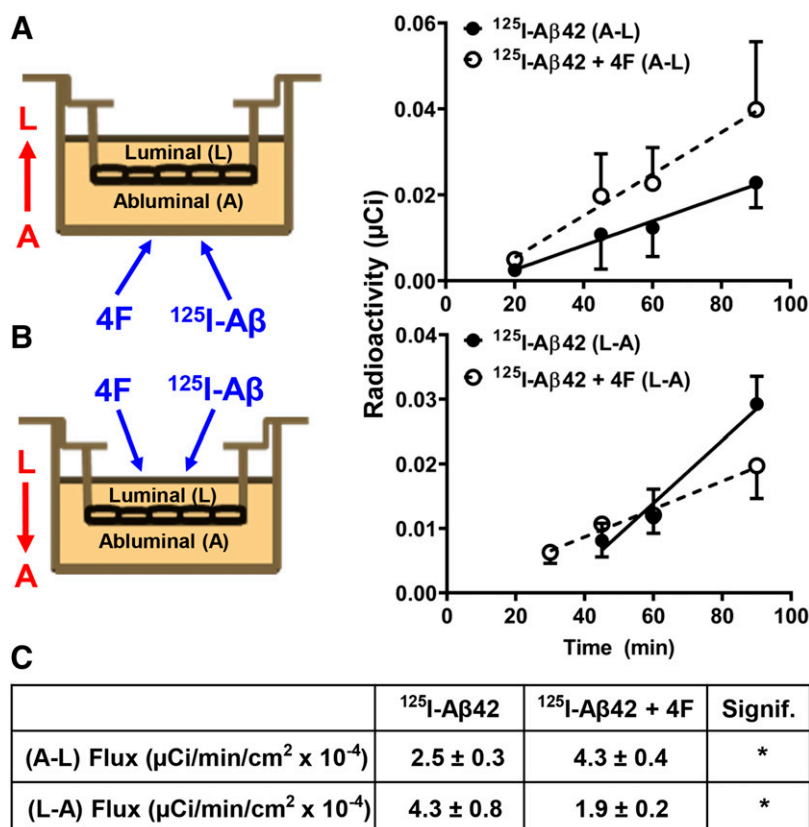 A
L
A
Luminal (L)
Abluminal (A)
4F
¹²⁵I-Aβ
¹²⁵I-Aβ42 (A-L)
¹²⁵I-Aβ42 + 4F (A-L)
0.06
0.04
0.02
0.00
0 20 40 60 80 100
Radioactivity (µCi)
B
4F
¹²⁵I-Aβ
L
A
Luminal (L)
Abluminal (A)
¹²⁵I-Aβ42 (L-A)
¹²⁵I-Aβ42 + 4F (L-A)
0.04
0.03
0.02
0.01
0.00
0 20 40 60 80 100
Time (min)
C
¹²⁵I-Aβ42 ¹²⁵I-Aβ42 + 4F Signif.
(A-L) Flux (µCi/min/cm² x 10⁻⁴) 2.5 ± 0.3 4.3 ± 0.4 *
(L-A) Flux (µCi/min/cm² x 10⁻⁴) 4.3 ± 0.8 1.9 ± 0.2 *